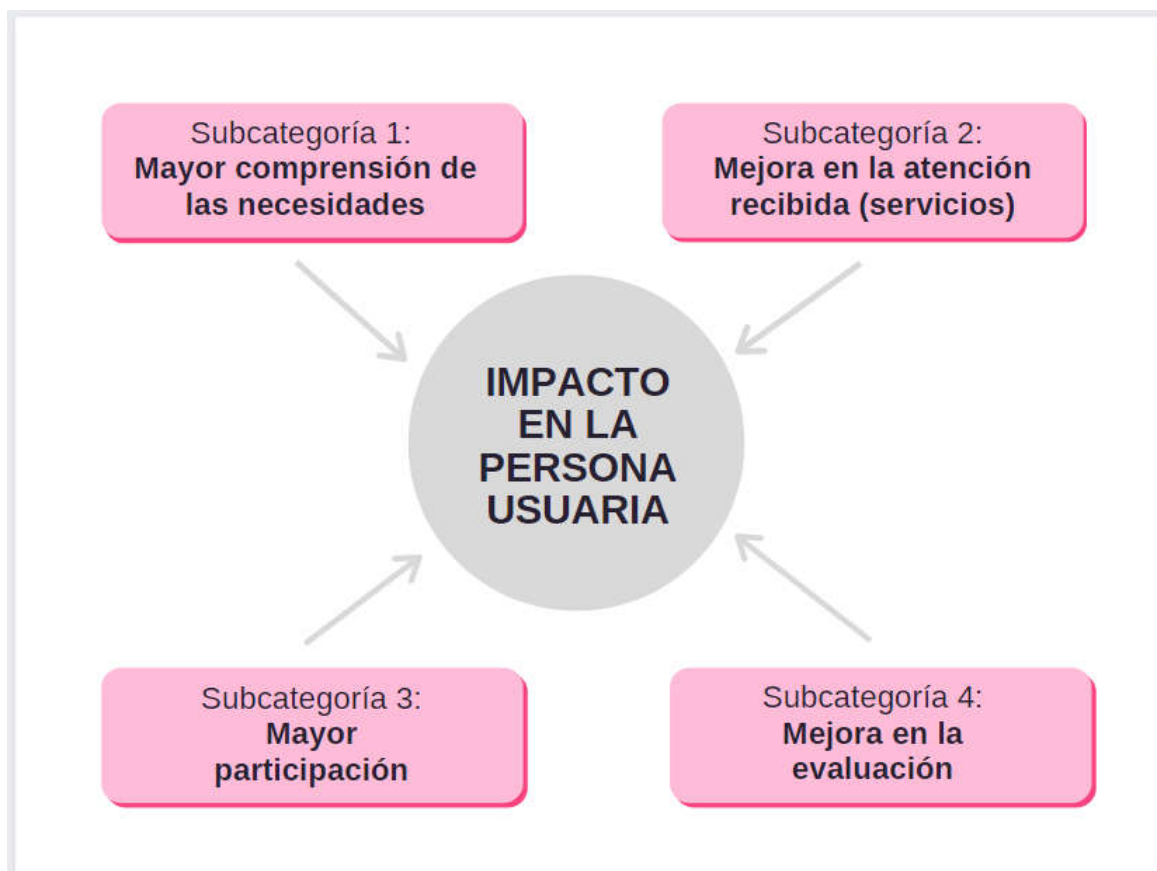 Subcategoría 1:
Mayor comprensión de
las necesidades
Subcategoría 2:
Mejora en la atención
recibida (servicios)
IMPACTO
EN LA
PERSONA
USUARIA
Subcategoría 3:
Mayor
participación
Subcategoría 4:
Mejora en la
evaluación